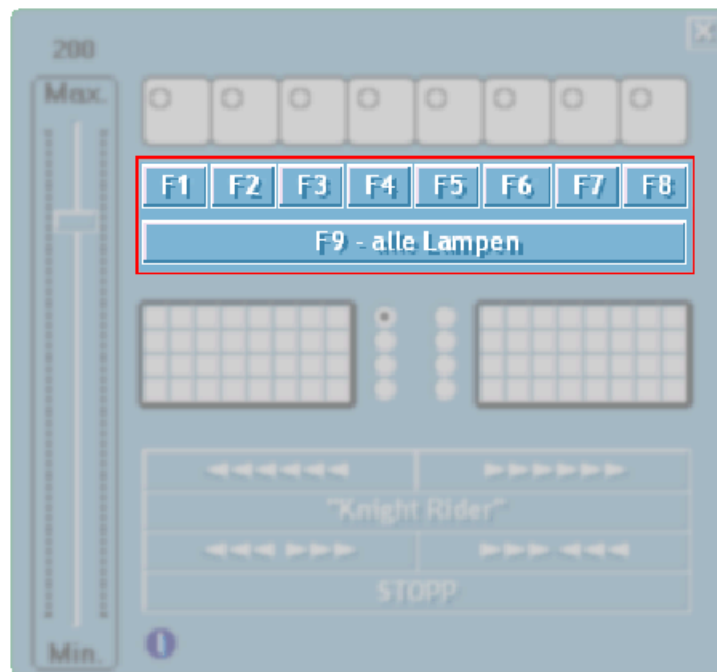 200
Max.
F1 F2 F3 F4 F5 F6 F7 F8
F9 - alle Lampen
◄◄◄◄◄◄ ►►►►►►
"Knight Rider"
◄◄◄ ►►► ►►► ◄◄◄
STOPP
Min.